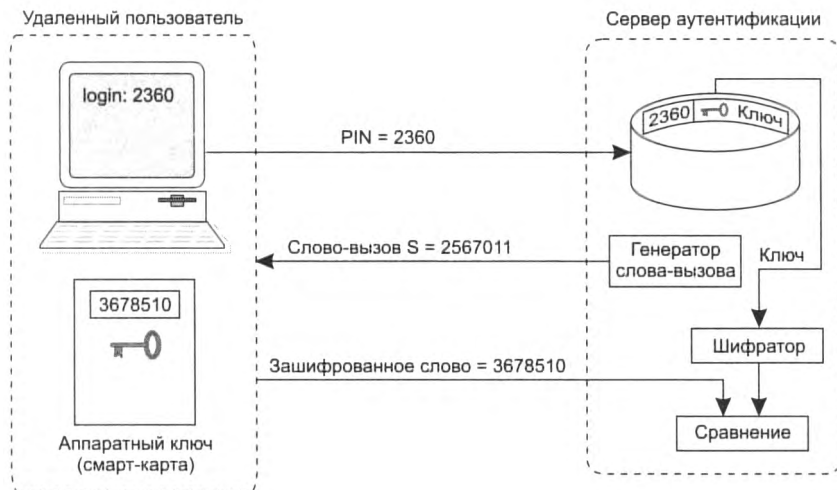 Удаленный пользователь
Сервер аутентификации
login: 2360
2360 Ключ
PIN = 2360
Слово-вызов S = 2567011
Генератор
слова-вызова
Ключ
3678510
Шифратор
Зашифрованное слово = 3678510
Сравнение
Аппаратный ключ
(смарт-карта)